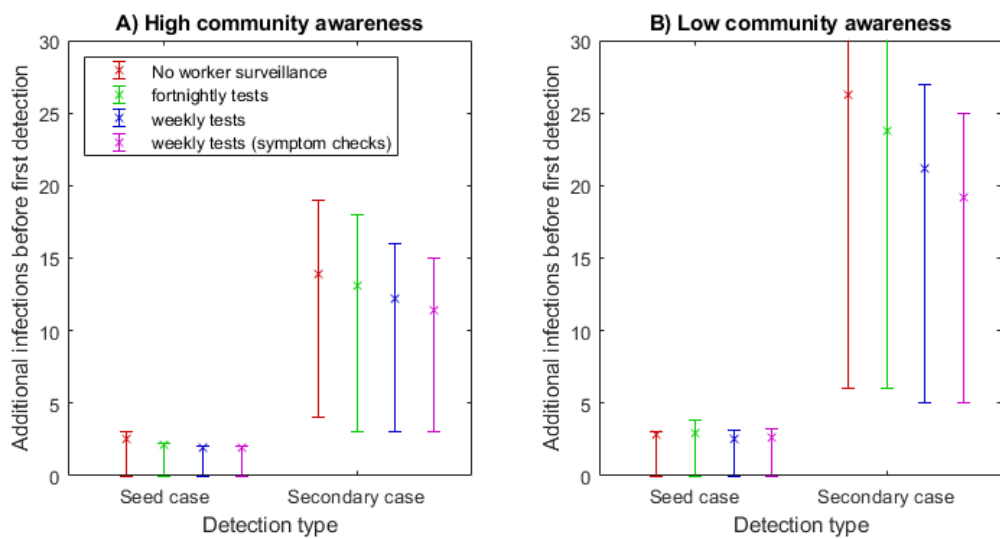 A) High community awareness
30
25
20
15
10
5
0
Additional infections before first detection
No worker surveillance
fortnightly tests
weekly tests
weekly tests (symptom checks)
Seed case
Secondary case
Detection type
B) Low community awareness
30
25
20
15
10
5
0
Additional infections before first detection
Seed case
Secondary case
Detection type